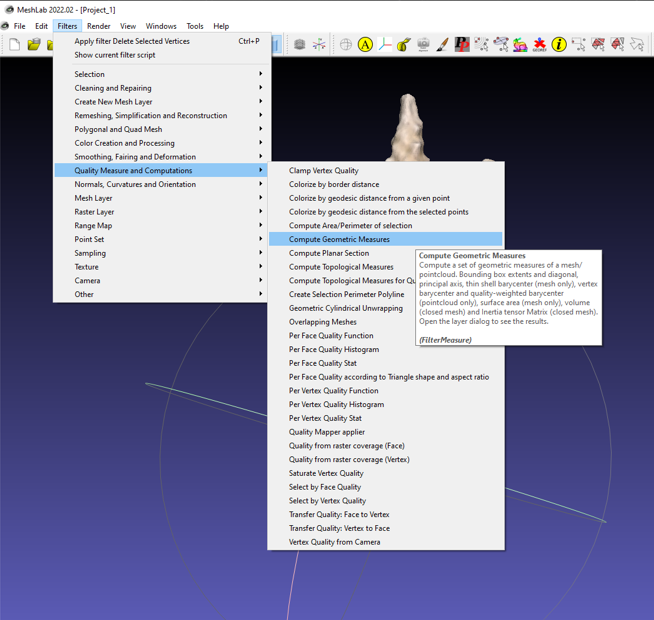 MeshLab 2022.02 - [Project_1]
File Edit Filters Render View Windows Tools Help
Apply filter Delete Selected Vertices Ctrl+P
Show current filter script
Selection
Cleaning and Repairing
Create New Mesh Layer
Remeshing, Simplification and Reconstruction
Polygonal and Quad Mesh
Color Creation and Processing
Smoothing, Fairing and Deformation
Quality Measure and Computations
Normals, Curvatures and Orientation
Mesh Layer
Raster Layer
Range Map
Point Set
Sampling
Texture
Camera
Other
Clamp Vertex Quality
Colorize by border distance
Colorize by geodesic distance from a given point
Colorize by geodesic distance from the selected points
Compute Area/Perimeter of selection
Compute Geometric Measures
Compute Planar Section
Compute Topological Measures
Compute Topological Measures for Qu
Create Selection Perimeter Polyline
Geometric Cylindrical Unwrapping
Overlapping Meshes
Per Face Quality Function
Per Face Quality Histogram
Per Face Quality Stat
Per Face Quality according to Triangle shape and aspect ratio
Per Vertex Quality Function
Per Vertex Quality Histogram
Per Vertex Quality Stat
Quality Mapper applier
Quality from raster coverage (Face)
Quality from raster coverage (Vertex)
Saturate Vertex Quality
Select by Face Quality
Select by Vertex Quality
Transfer Quality: Face to Vertex
Transfer Quality: Vertex to Face
Vertex Quality from Camera
Compute Geometric Measures
Compute a set of geometric measures of a mesh/
pointcloud. Bounding box extents and diagonal,
principal axis, thin shell barycenter (mesh only), vertex
barycenter and quality-weighted barycenter
(pointcloud only), surface area (mesh only), volume
(closed mesh) and Inertia tensor Matrix (closed mesh).
Open the layer dialog to see the results.
(FilterMeasure)